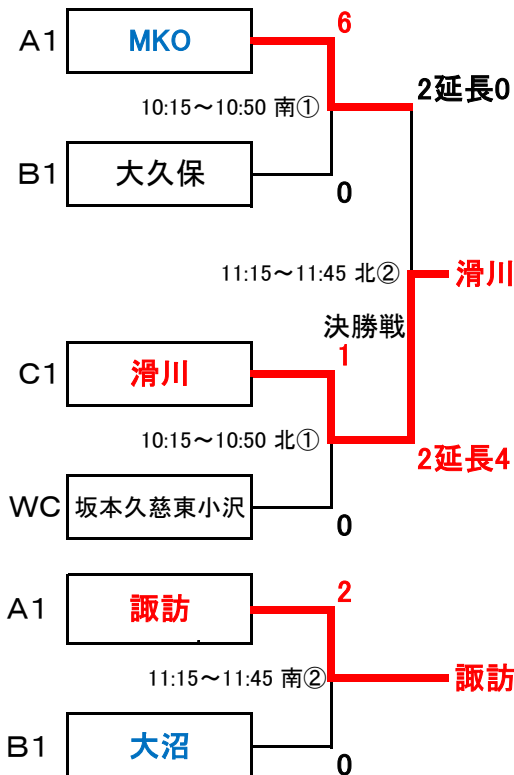 A1 MKO 6
2延長0
10:15～10:50 南①
B1 大久保 0
11:15～11:45 北② 滑川
決勝戦
C1 滑川 1
10:15～10:50 北①
2延長4
WC 坂本久慈東小沢 0
A1 諏訪 2
11:15～11:45 南② 諏訪
B1 大沼 0